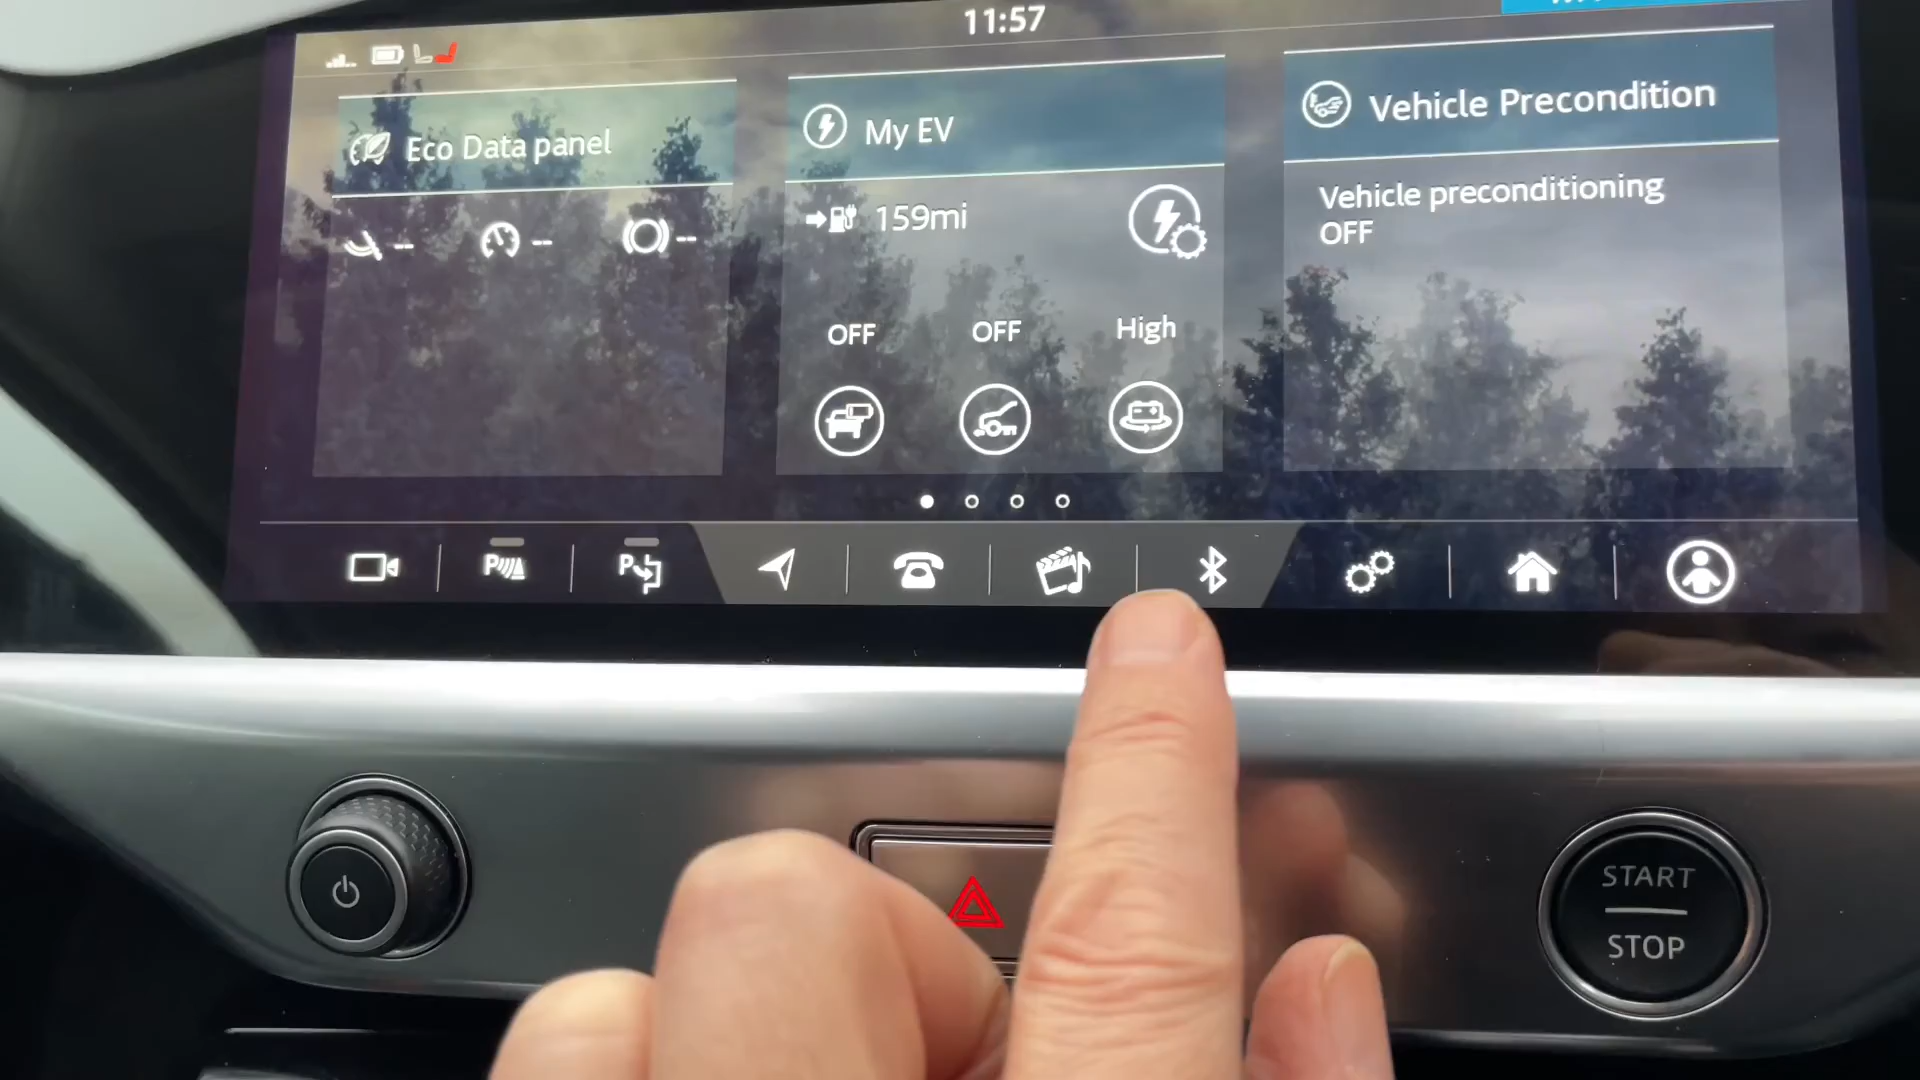 11:57
Eco Data panel
-- -- --
My EV
159mi
OFF OFF High
Vehicle Precondition
Vehicle preconditioning
OFF
P P
START
STOP